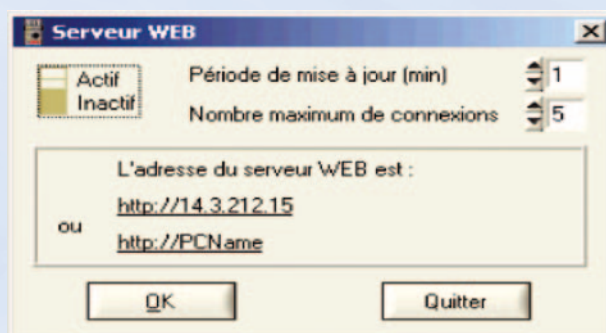 Serveur WEB
Actif
Inactif
Période de mise à jour (min) 1
Nombre maximum de connexions 5
L'adresse du serveur WEB est :
http://14.3.212.15
ou
http://PCName
OK
Quitter